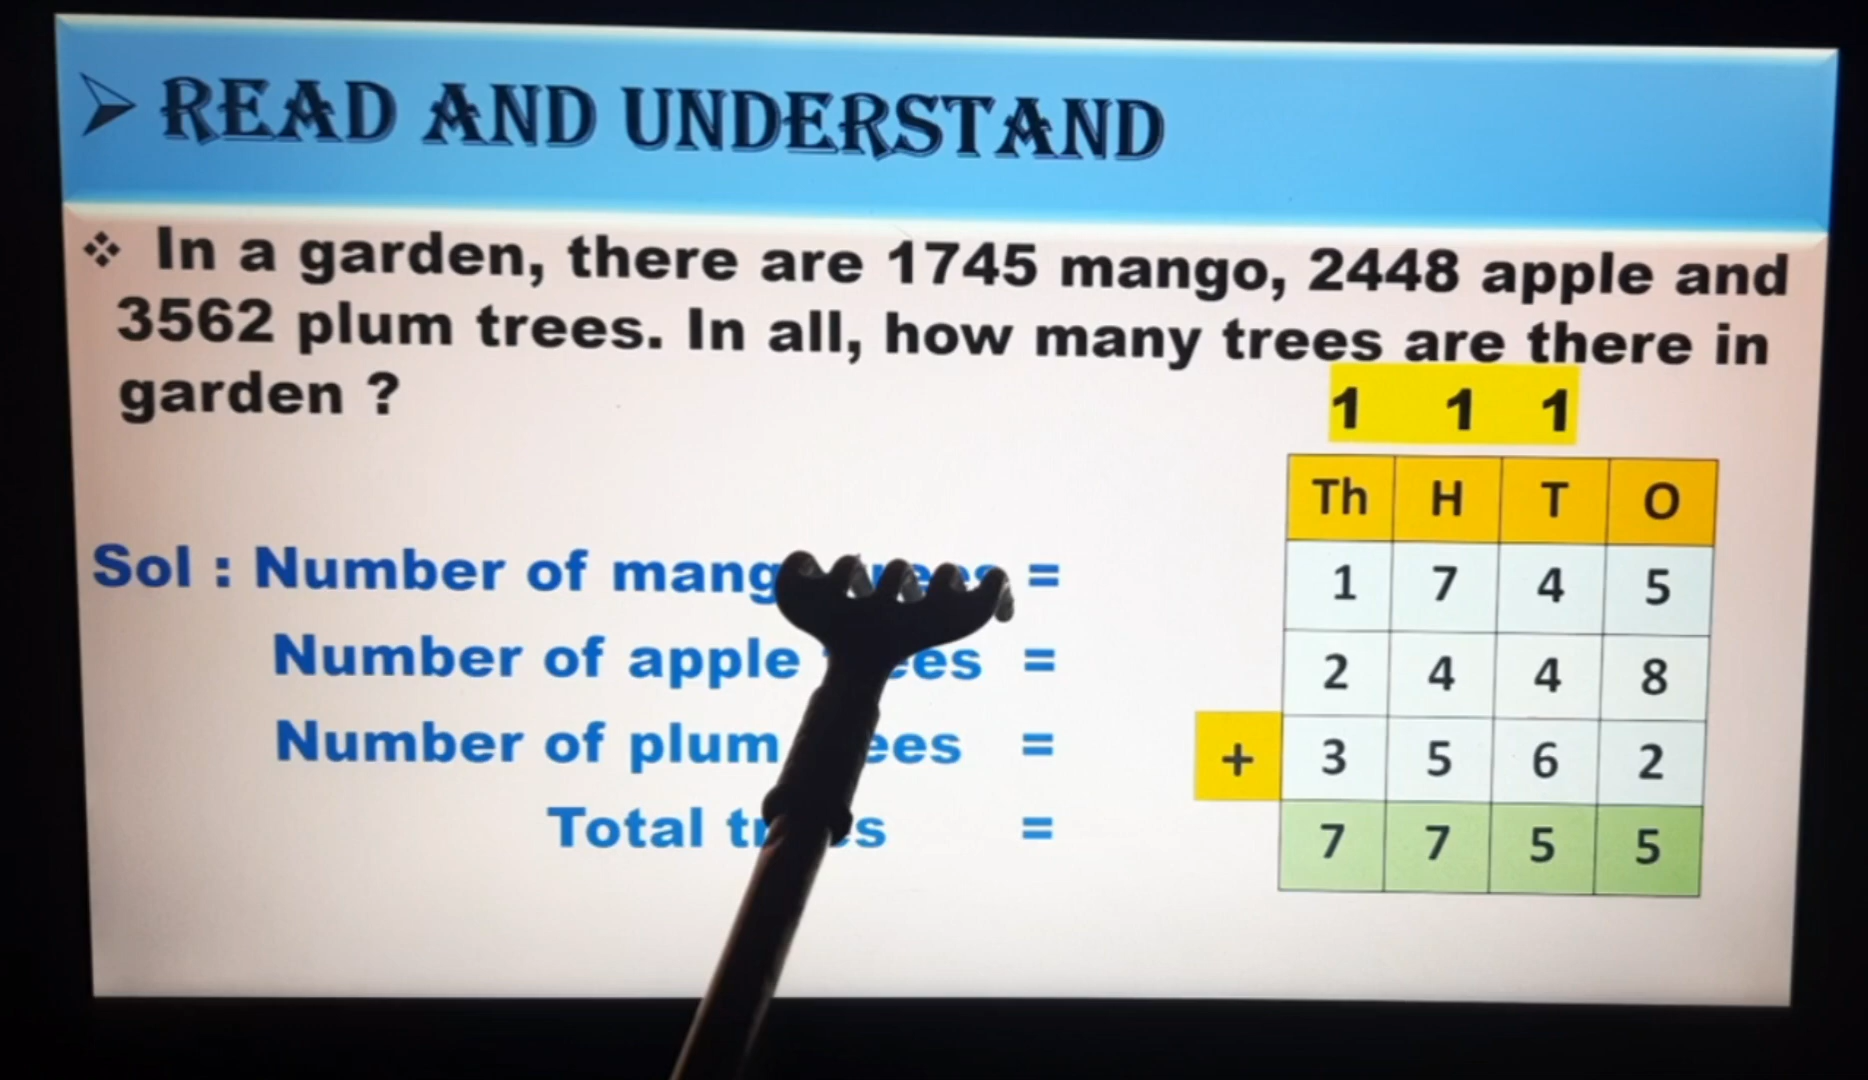 READ AND UNDERSTAND
In a garden, there are 1745 mango, 2448 apple and
3562 plum trees. In all, how many trees are there in
garden ?
1 1 1
Th H T O
Sol : Number of mang = 1 7 4 5
Number of apple = 2 4 4 8
Number of plum = + 3 5 6 2
Total = 7 7 5 5